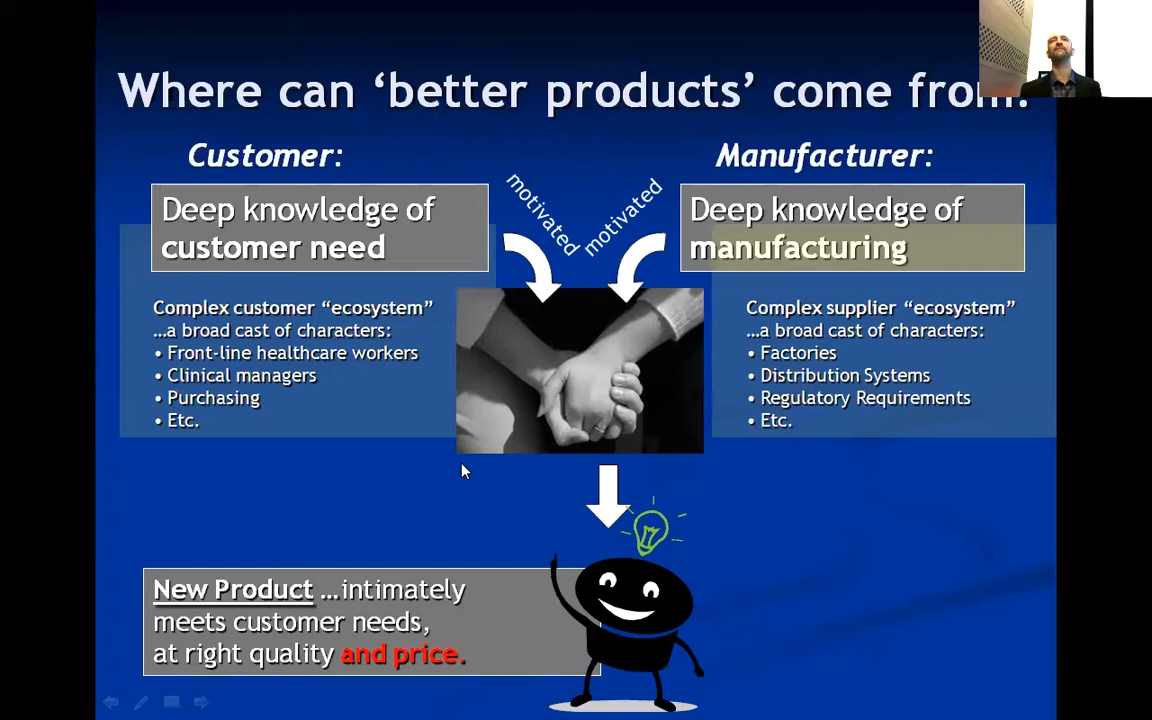 Where can ‘better products’ come from?
Customer:
Manufacturer:
motivated
motivated
Deep knowledge of
customer need
Deep knowledge of
manufacturing
Complex customer “ecosystem”
…a broad cast of characters:
• Front-line healthcare workers
• Clinical managers
• Purchasing
• Etc.
Complex supplier “ecosystem”
…a broad cast of characters:
• Factories
• Distribution Systems
• Regulatory Requirements
• Etc.
New Product …intimately
meets customer needs,
at right quality and price.